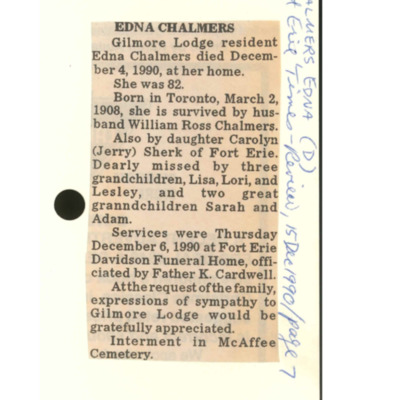 EDNA CHALMERS
Gilmore Lodge resident
Edna Chalmers died Decem-
ber 4, 1990, at her home.
She was 82.
Born in Toronto, March 2,
1908, she is survived by hus-
band William Ross Chalmers.
Also by daughter Carolyn
(Jerry) Sherk of Fort Erie.
Dearly missed by three
grandchildren, Lisa, Lori, and
Lesley, and two great
granndchildren Sarah and
Adam.
Services were Thursday
December 6, 1990 at Fort Erie
Davidson Funeral Home, offi-
ciated by Father K. Cardwell.
At the request of the family,
expressions of sympathy to
Gilmore Lodge would be
gratefully appreciated.
Interment in McAffee
Cemetery.
ALMERS, EDNA (D)
Erie Times Review, 15 Dec 1990/page 7